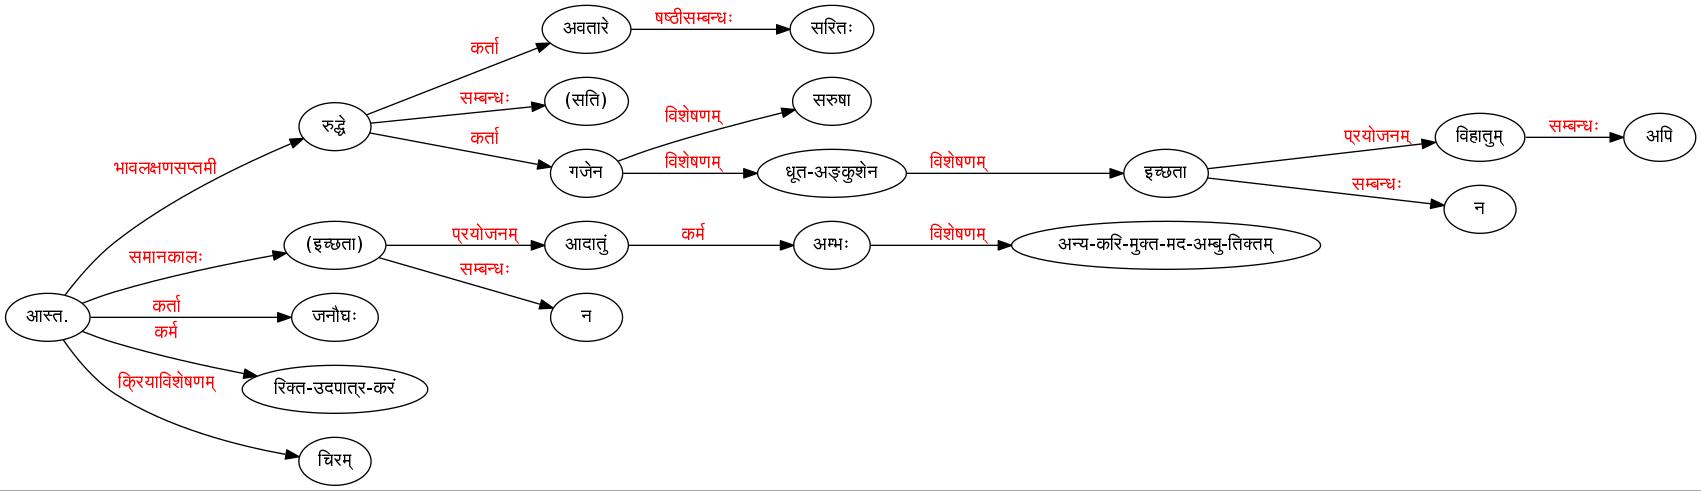 अवतारे
षष्ठीसम्बन्धः
सरितः
कर्ता
सम्बन्धः
(सति)
रुद्धे
कर्ता
गजेन
विशेषणम्
सरुषा
विशेषणम्
धूत-अङ्कुशेन
विशेषणम्
इच्छता
प्रयोजनम्
विहातुम्
सम्बन्धः
अपि
सम्बन्धः
न
भावलक्षणसप्तमी
समानकालः
(इच्छता)
प्रयोजनम्
आदातुं
कर्म
अम्भः
विशेषणम्
अन्य-करि-मुक्त-मद-अम्बु-तिक्तम्
सम्बन्धः
न
आस्त.
कर्ता
जनौघः
कर्म
रिक्त-उदपात्र-करं
क्रियाविशेषणम्
चिरम्